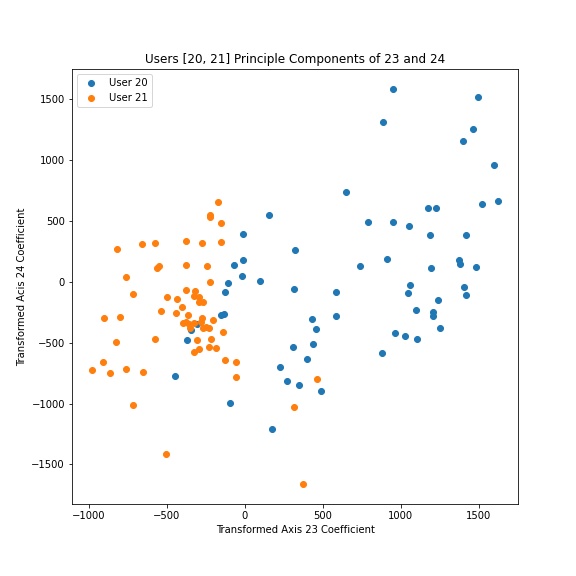 Users [20, 21] Principle Components of 23 and 24
User 20
User 21
1500
1000
500
0
−500
−1000
−1500
Transformed Acis 24 Coefficient
−1000
−500
0
500
1000
1500
Transformed Axis 23 Coefficient